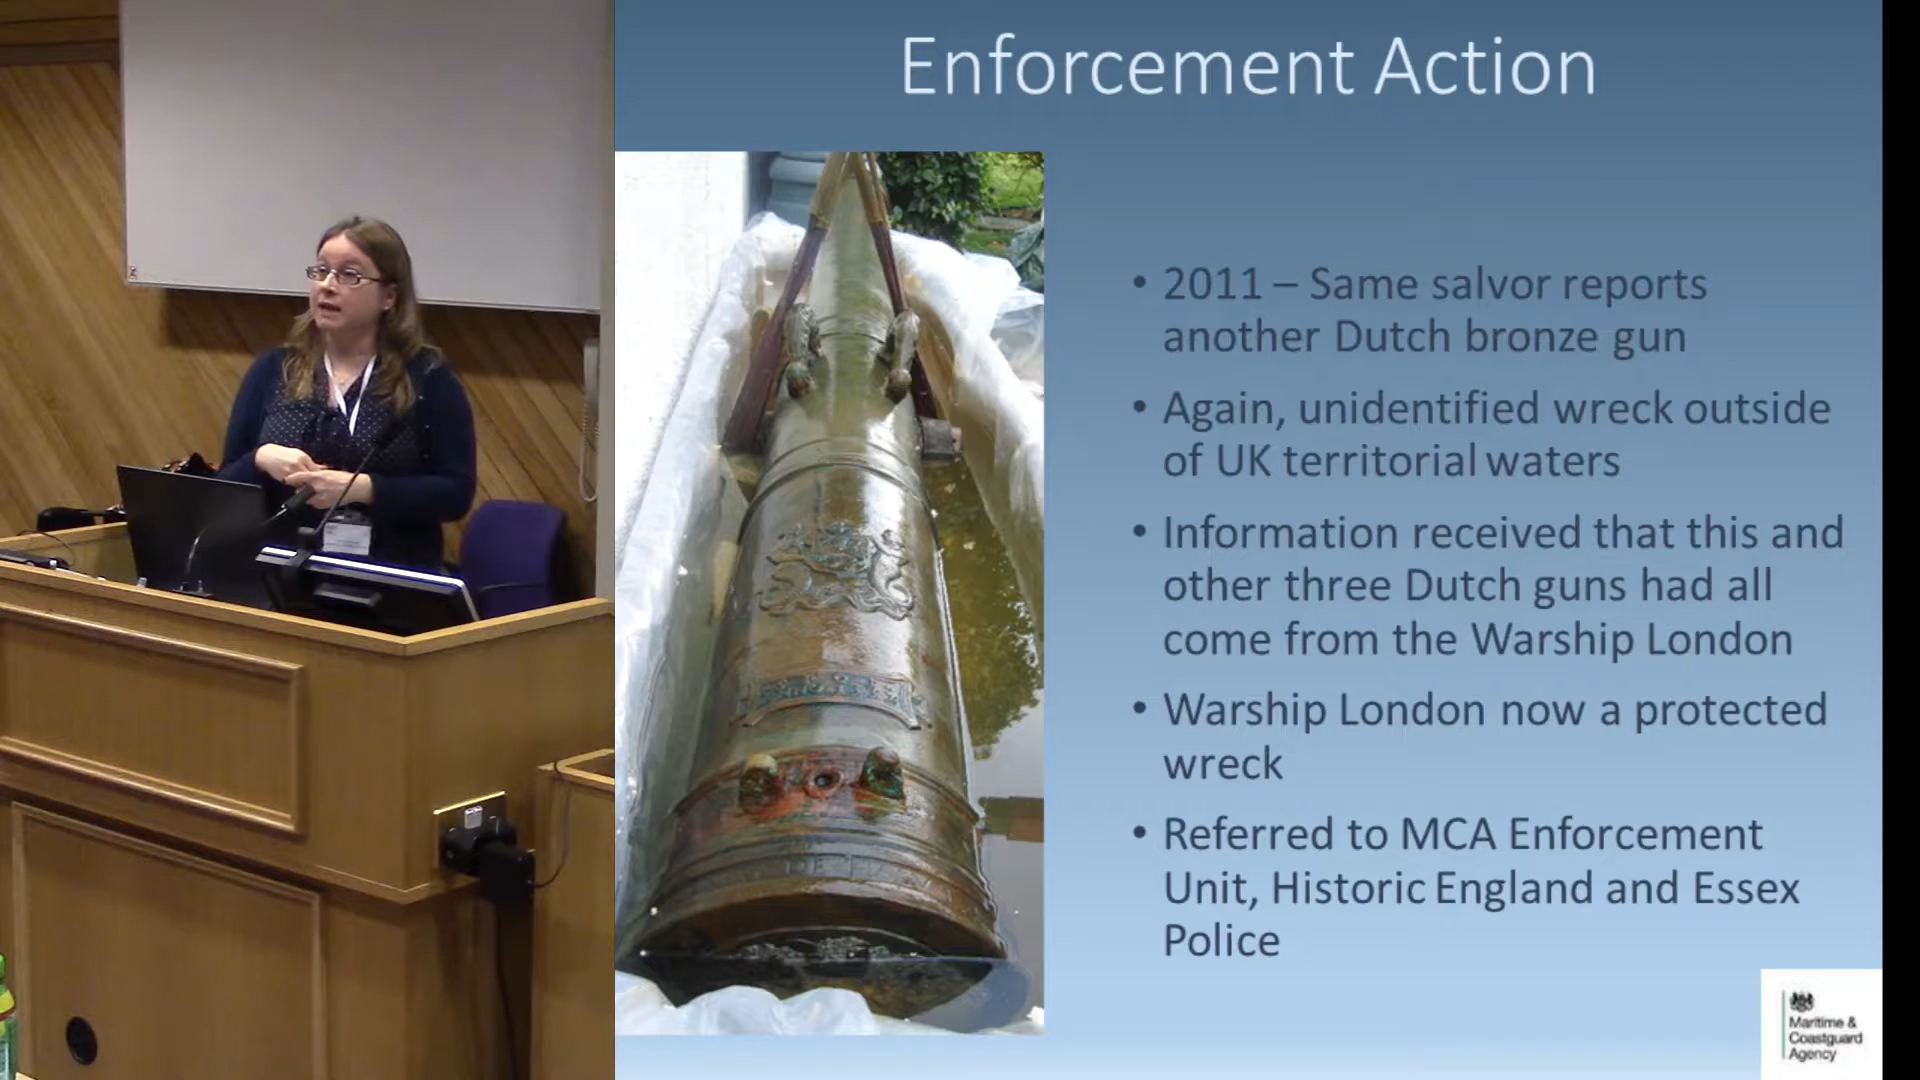 Enforcement Action
• 2011 – Same salvor reports
another Dutch bronze gun
• Again, unidentified wreck outside
of UK territorial waters
• Information received that this and
other three Dutch guns had all
come from the Warship London
• Warship London now a protected
wreck
• Referred to MCA Enforcement
Unit, Historic England and Essex
Police
Maritime &
Coastguard
Agency